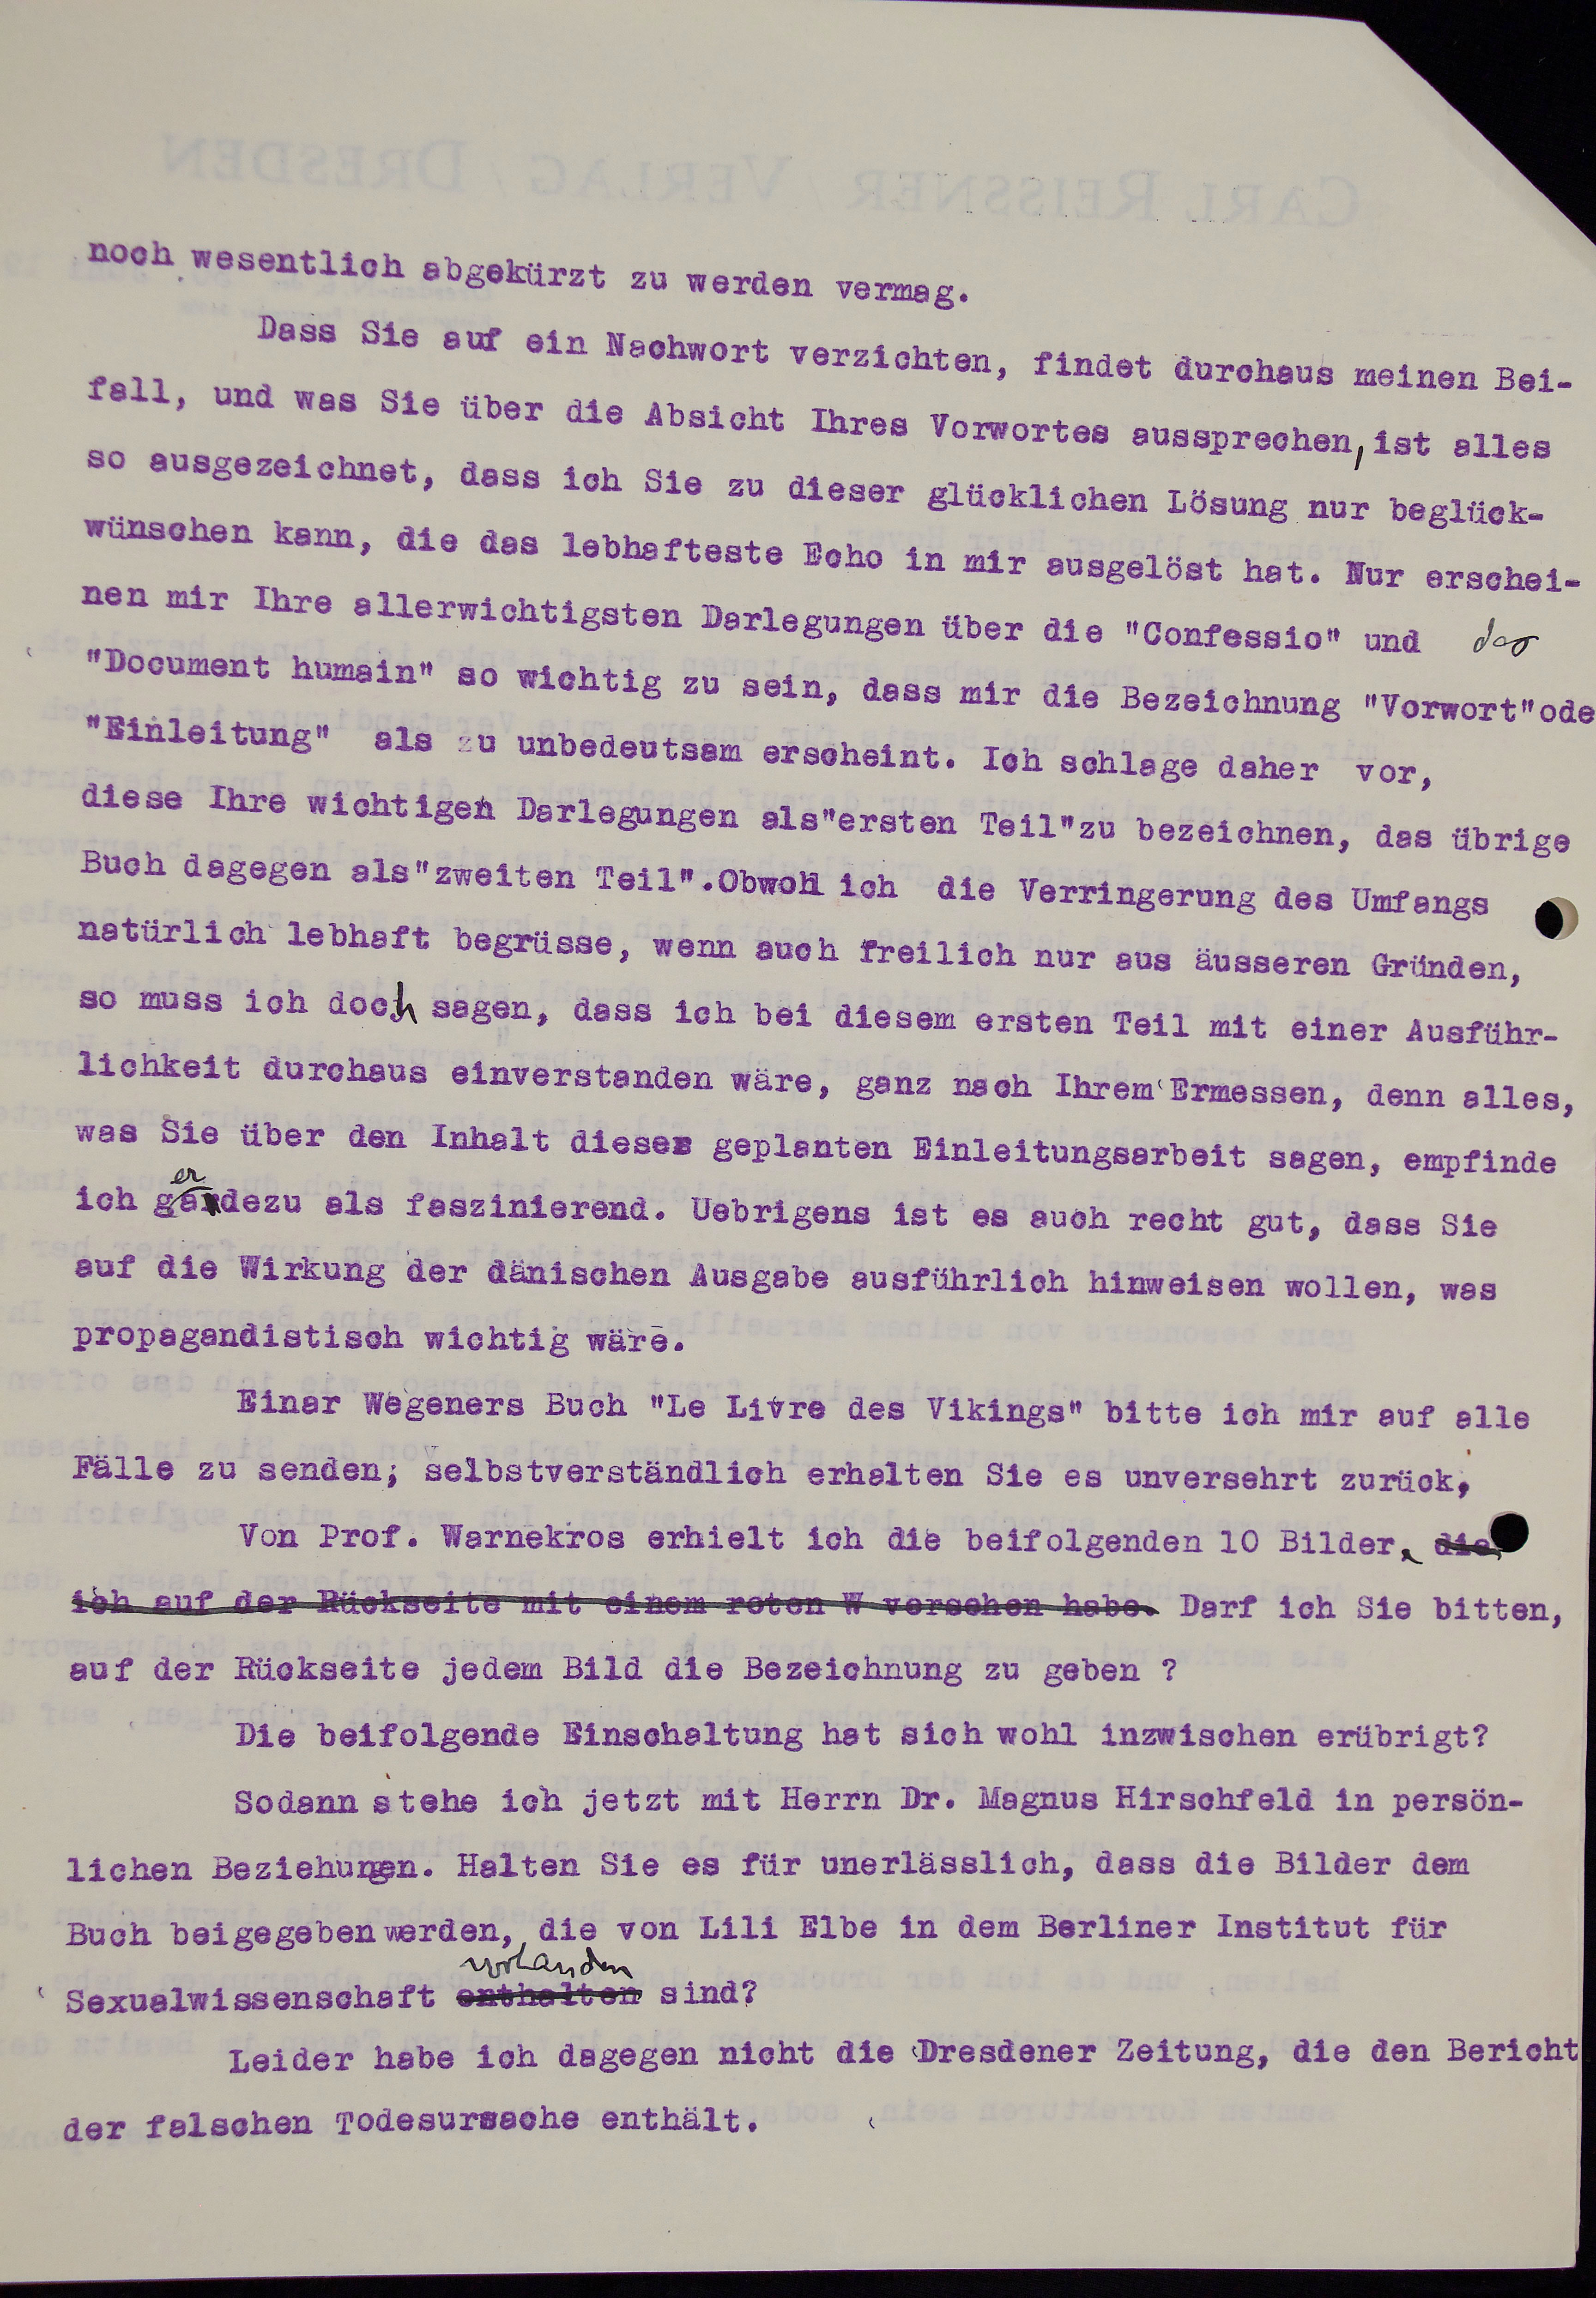 CARL REISSNER / VERLAG / DRESDEN
noch wesentlich abgekürzt zu werden vermag.
Dass Sie auf ein Nachwort verzichten, findet durchaus meinen Bei-
fall, und was Sie über die Absicht Ihres Vorwortes aussprechen, ist alles
so ausgezeichnet, dass ich Sie zu dieser glücklichen Lösung nur beglück-
wünschen kann, die das lebhafteste Echo in mir ausgelöst hat. Nur erschei-
nen mir Ihre allerwichtigsten Darlegungen über die "Confessio" und das
"Document humain" so wichtig zu sein, dass mir die Bezeichnung "Vorwort"ode
"Einleitung" als zu unbedeutsam erscheint. Ich schlage daher vor,
diese Ihre wichtigen Darlegungen als"ersten Teil"zu bezeichnen, das übrige
Buch dagegen als"zweiten Teil".Obwohl ich die Verringerung des Umfangs
natürlich lebhaft begrüsse, wenn auch freilich nur aus äusseren Gründen,
so muss ich doch sagen, dass ich bei diesem ersten Teil mit einer Ausführ-
lichkeit durchaus einverstanden wäre, ganz nach Ihrem Ermessen, denn alles,
was Sie über den Inhalt dieser geplanten Einleitungsarbeit sagen, empfinde
ich geradezu als faszinierend. Uebrigens ist es auch recht gut, dass Sie
auf die Wirkung der dänischen Ausgabe ausführlich hinweisen wollen, was
propagandistisch wichtig wäre.
Einar Wegeners Buch "Le Livre des Vikings" bitte ich mir auf alle
Fälle zu senden; selbstverständlich erhalten Sie es unversehrt zurück.
Von Prof. Warnekros erhielt ich die beifolgenden 10 Bilder. die
ich auf der Rückseite mit einem roten W versehen habe. Darf ich Sie bitten,
auf der Rückseite jedem Bild die Bezeichnung zu geben ?
Die beifolgende Einschaltung hat sich wohl inzwischen erübrigt?
Sodann stehe ich jetzt mit Herrn Dr. Magnus Hirschfeld in persön-
lichen Beziehungen. Halten Sie es für unerlässlich, dass die Bilder dem
Buch beigegeben werden, die von Lili Elbe in dem Berliner Institut für
vorhanden
Sexualwissenschaft enthalten sind?
Leider habe ich dagegen nicht die Dresdener Zeitung, die den Bericht
der falschen Todesursache enthält.